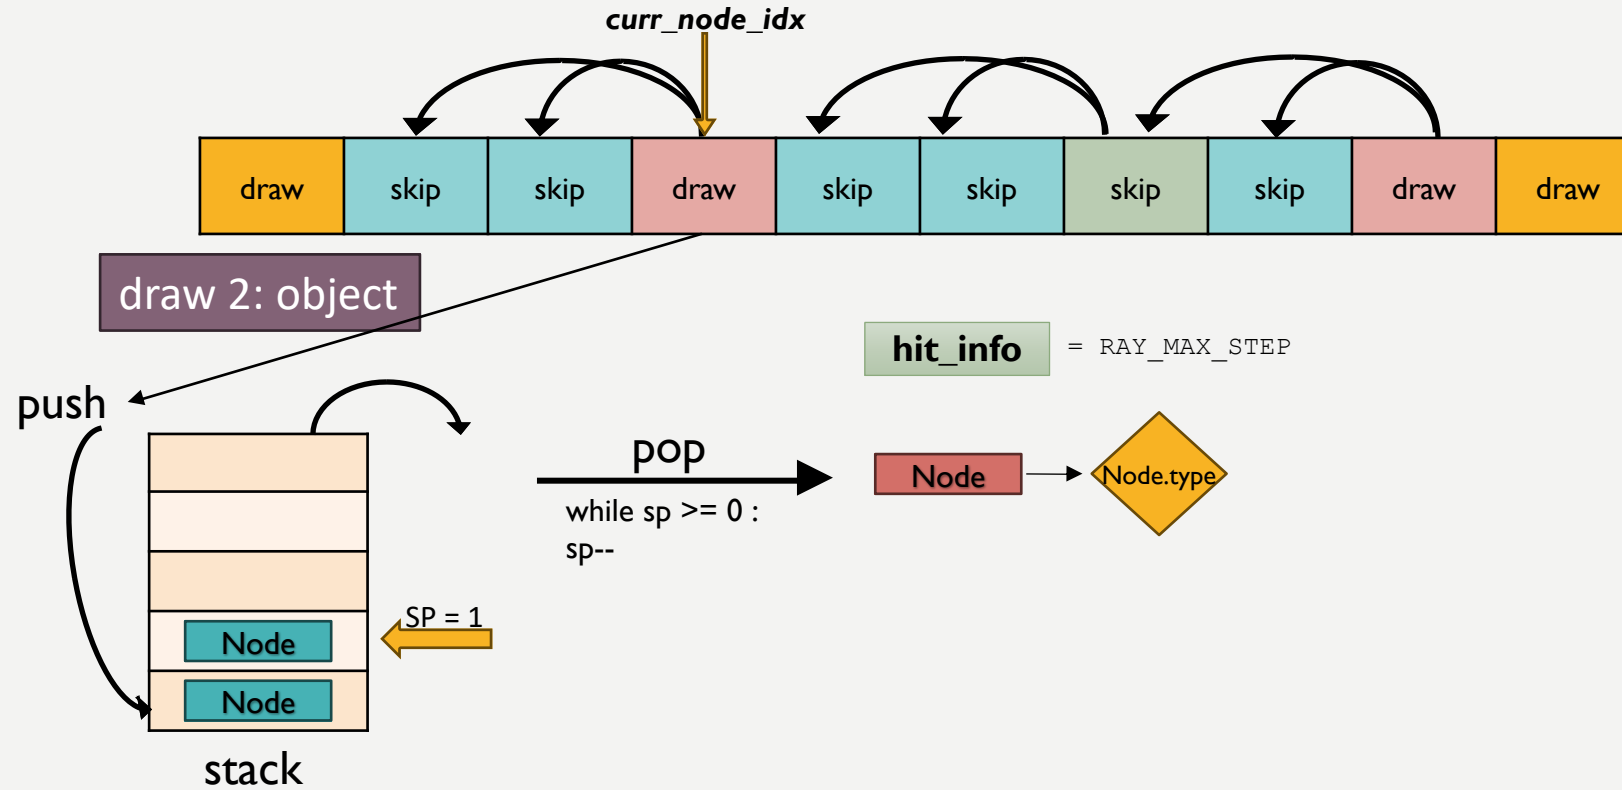 curr_node_idx
draw skip skip draw skip skip skip skip draw draw
draw 2: object
hit_info = RAY_MAX_STEP
push
pop
Node
Node.type
while sp >= 0 :
sp--
SP = 1
Node
Node
stack